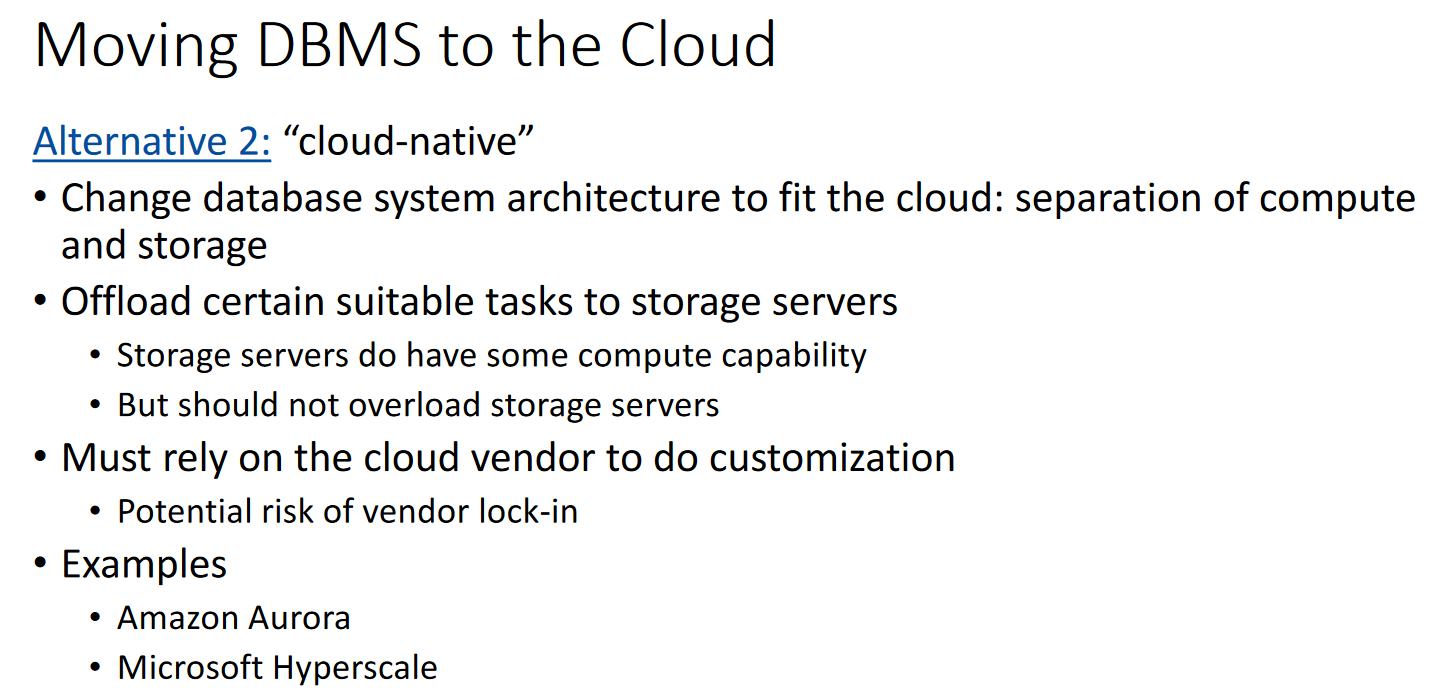 Moving DBMS to the Cloud
Alternative 2: “cloud-native”
• Change database system architecture to fit the cloud: separation of compute
and storage
• Offload certain suitable tasks to storage servers
• Storage servers do have some compute capability
• But should not overload storage servers
• Must rely on the cloud vendor to do customization
• Potential risk of vendor lock-in
• Examples
• Amazon Aurora
• Microsoft Hyperscale